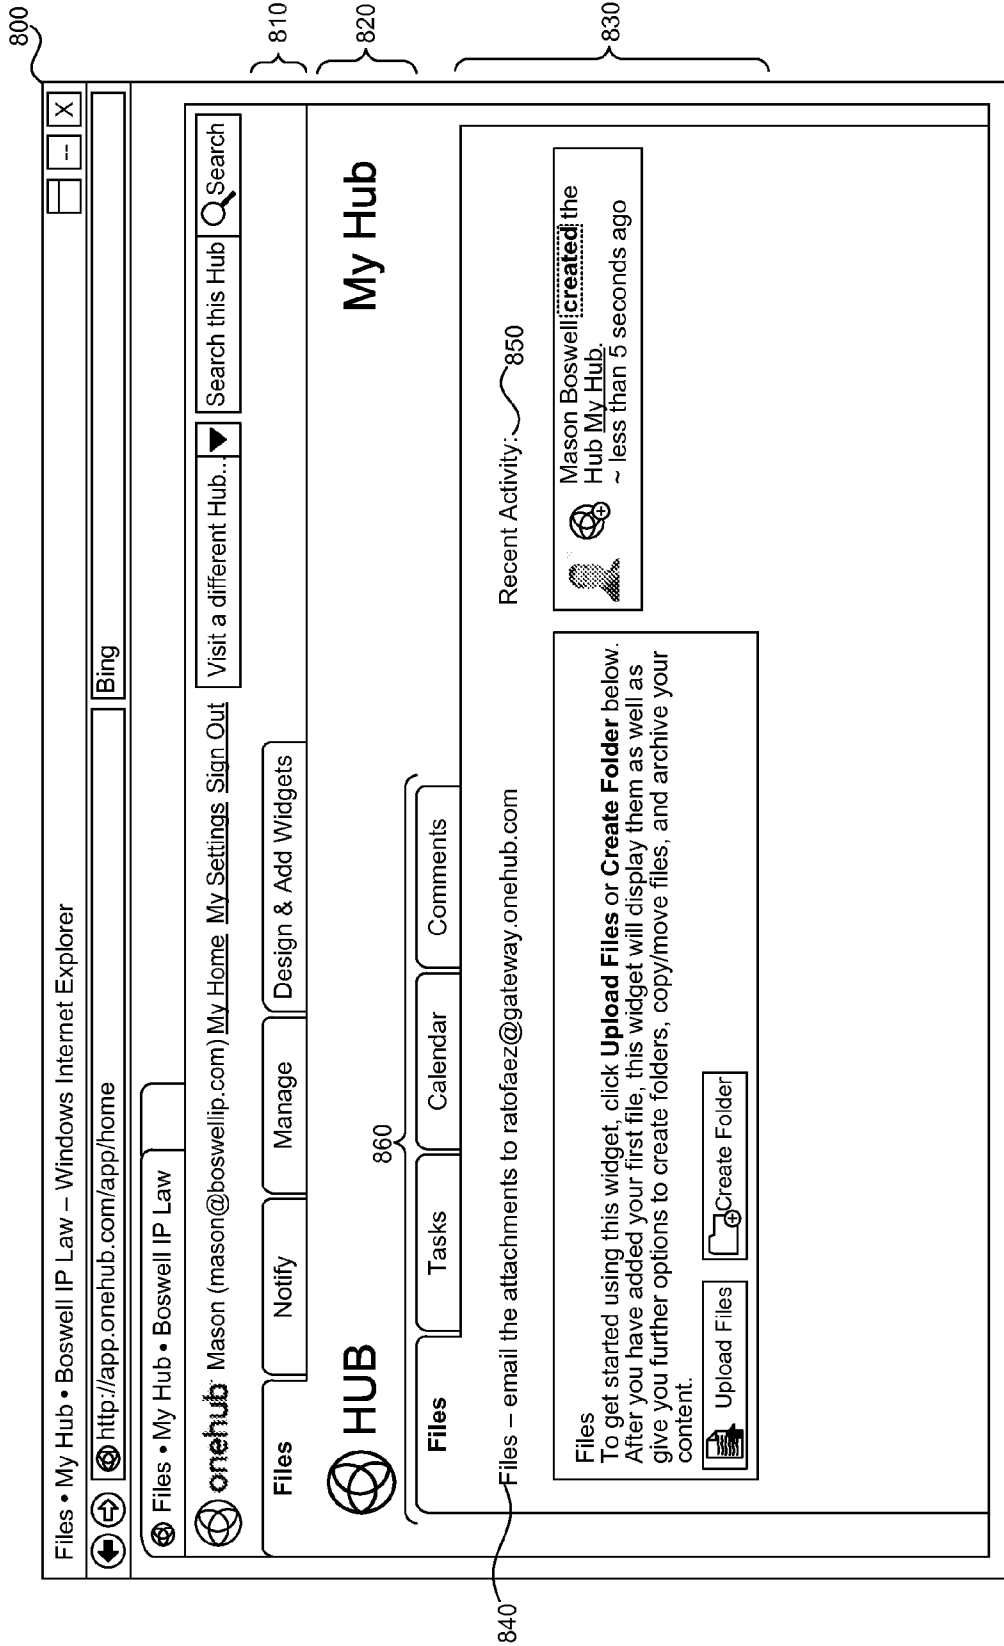 800
Files • My Hub • Boswell IP Law – Windows Internet Explorer
-- X
http://app.onehub.com/app/home Bing
Files • My Hub • Boswell IP Law
onehub Mason (mason@boswellip.com) My Home My Settings Sign Out Visit a different Hub... Search this Hub Search
Files Notify Manage Design & Add Widgets
810
HUB My Hub
820
860
Files Tasks Calendar Comments
830
840
Files – email the attachments to ratofaez@gateway.onehub.com
Recent Activity:
850
Files
To get started using this widget, click Upload Files or Create Folder below.
After you have added your first file, this widget will display them as well as
give you further options to create folders, copy/move files, and archive your
content.
Upload Files Create Folder
Mason Boswell created the
Hub My Hub.
~ less than 5 seconds ago